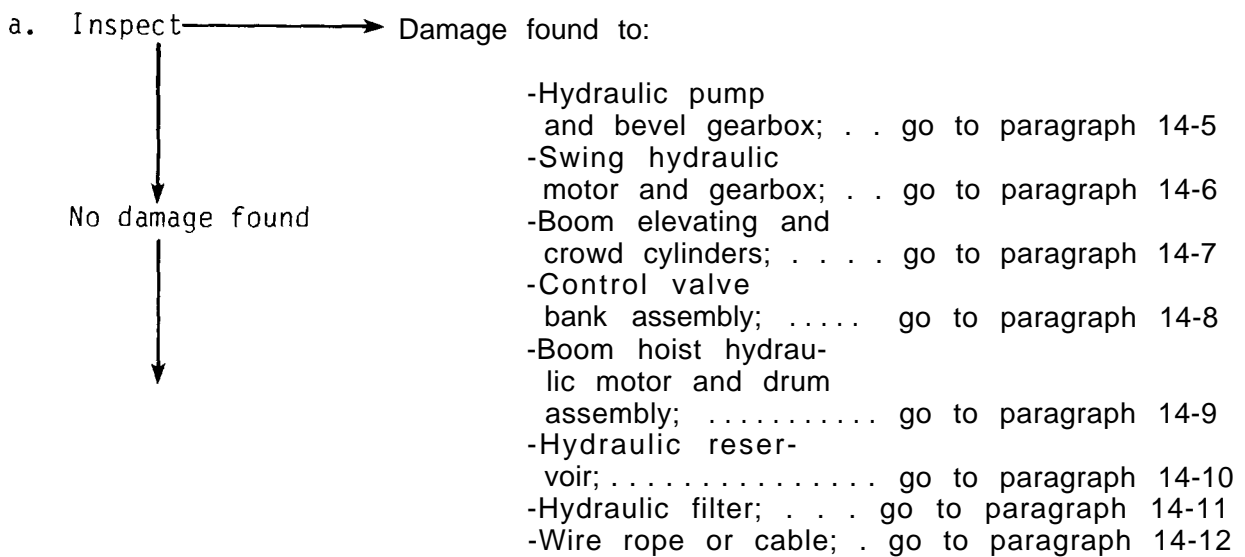 a. Inspect Damage found to:
-Hydraulic pump
and bevel gearbox; . . go to paragraph 14-5
-Swing hydraulic
motor and gearbox; . . go to paragraph 14-6
No damage found
-Boom elevating and
crowd cylinders; . . . . go to paragraph 14-7
-Control valve
bank assembly; ..... go to paragraph 14-8
-Boom hoist hydrau-
lic motor and drum
assembly; ........... go to paragraph 14-9
-Hydraulic reser-
voir; ............... go to paragraph 14-10
-Hydraulic filter; . . . go to paragraph 14-11
-Wire rope or cable; . go to paragraph 14-12